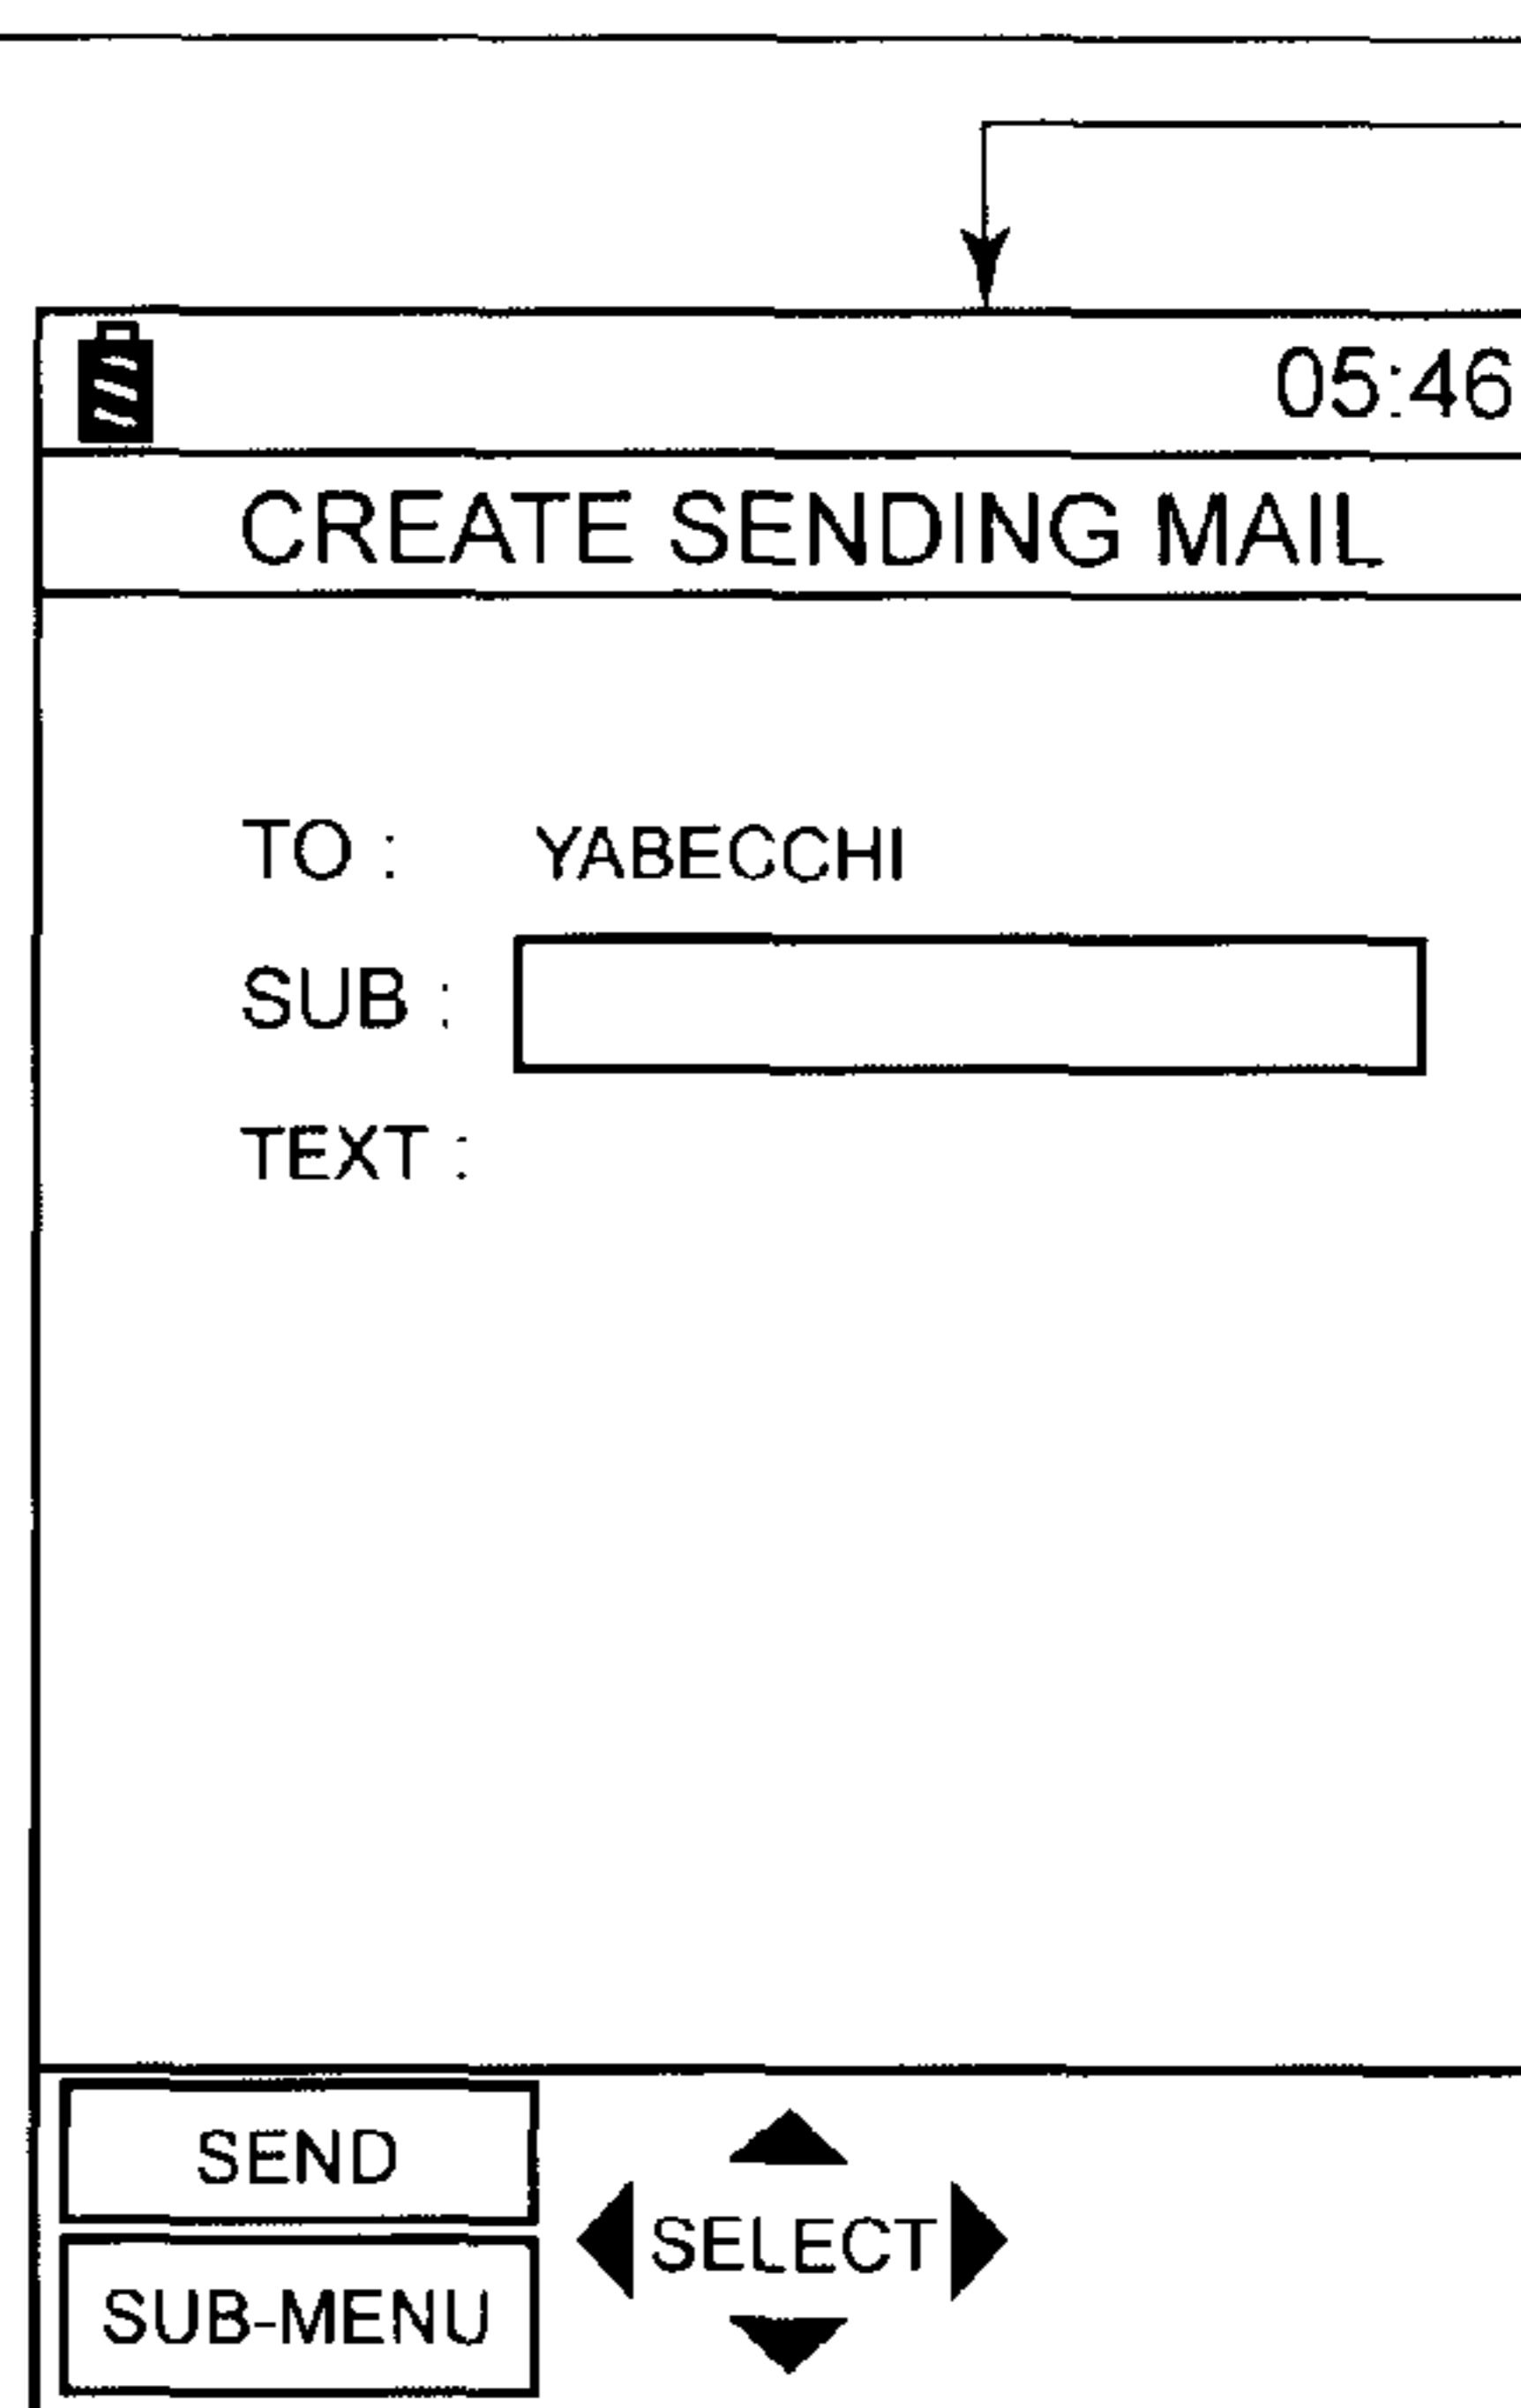 05:46
CREATE SENDING MAIL
TO : YABECCHI
SUB :
TEXT :
SEND
SELECT
SUB-MENU